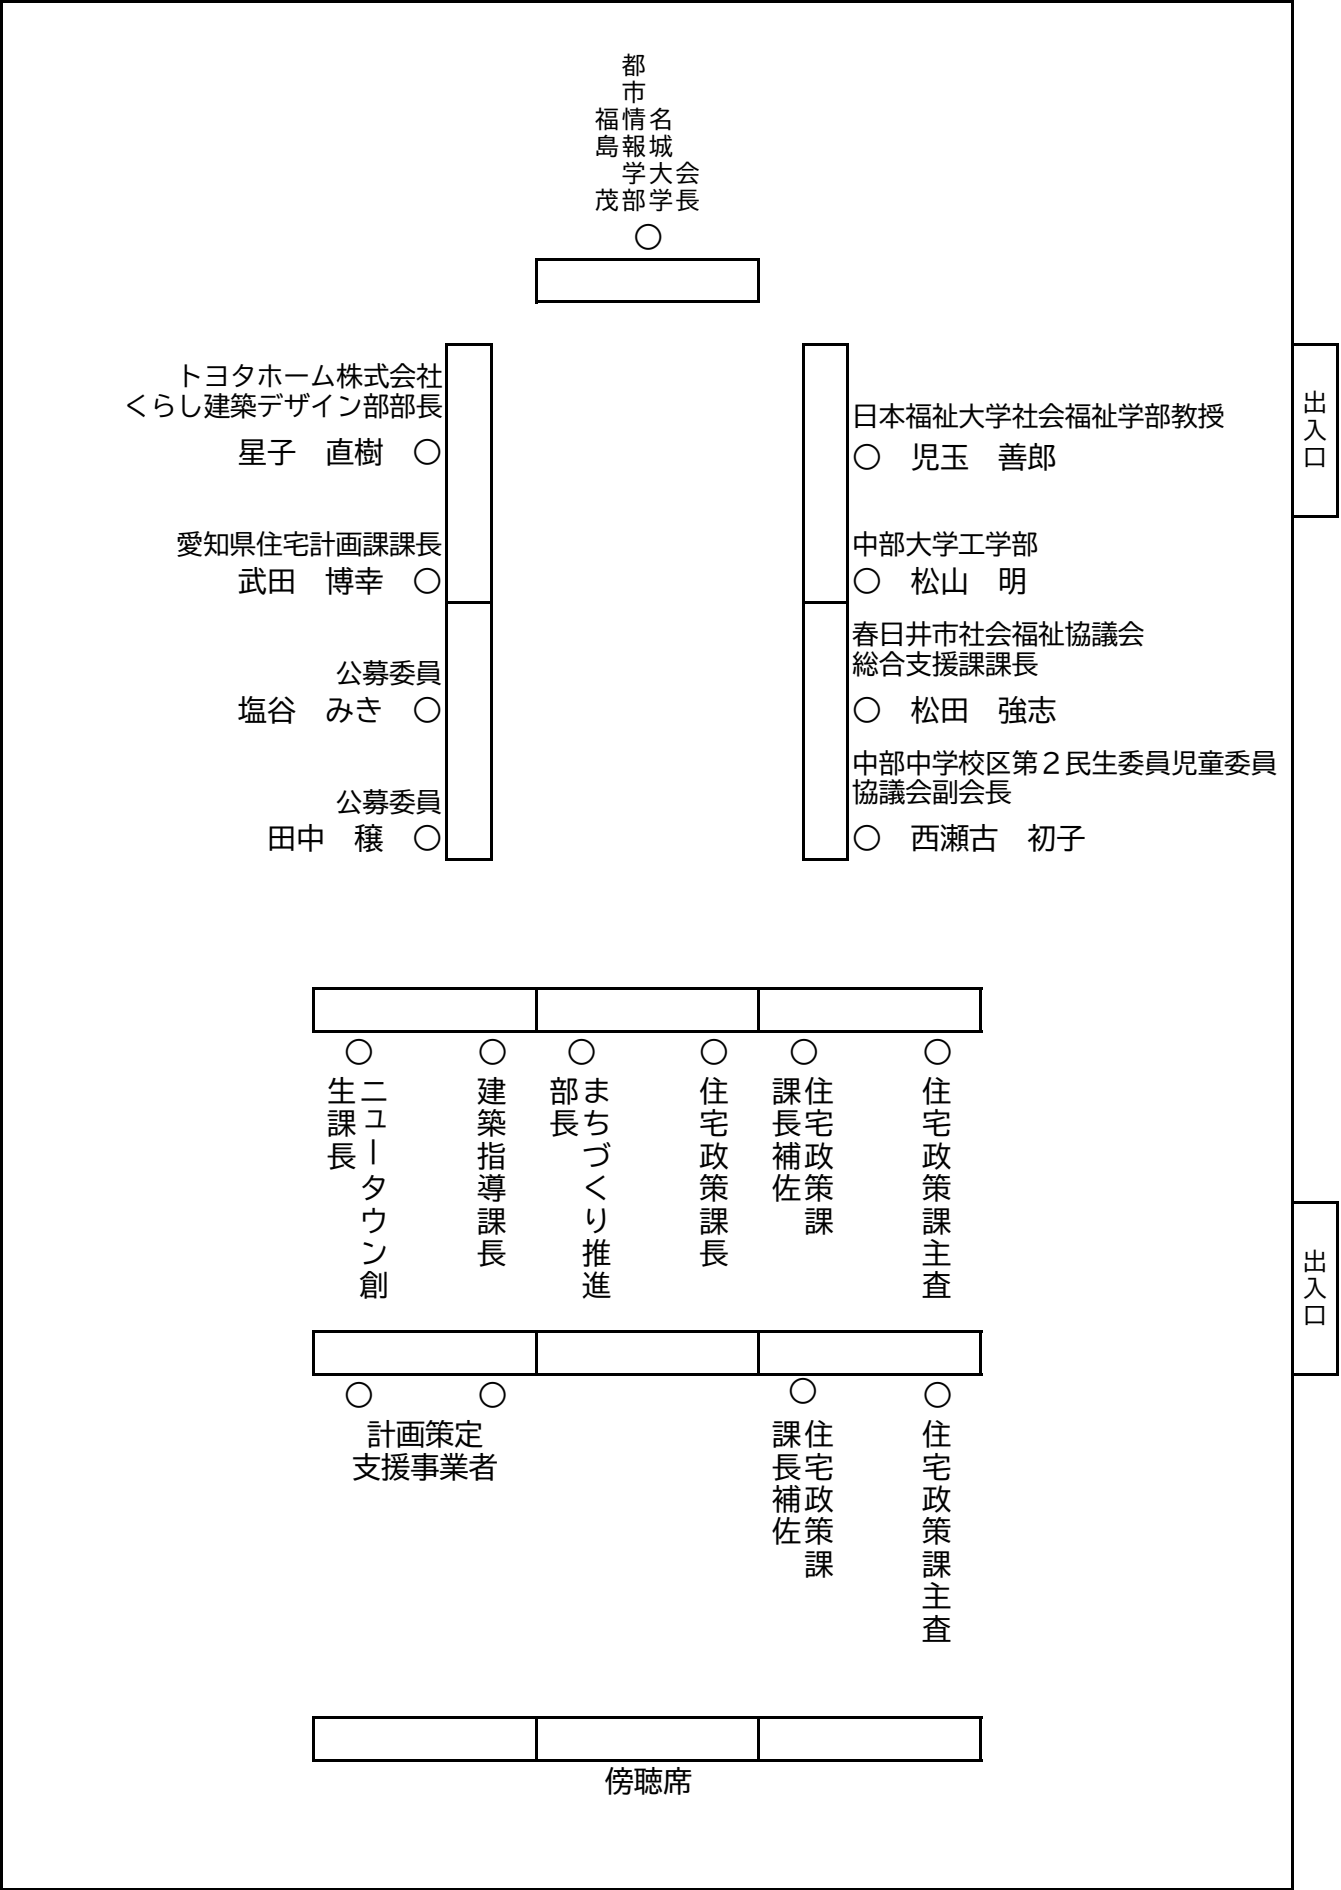 会長
名城大学
都市情報学部
福島　茂
○
トヨタホーム株式会社
くらし建築デザイン部部長
星子　直樹　○
愛知県住宅計画課課長
武田　博幸　○
公募委員
塩谷　みき　○
公募委員
田中　穣　○
日本福祉大学社会福祉学部教授
○　児玉　善郎
中部大学工学部
○　松山　明
春日井市社会福祉協議会
総合支援課課長
○　松田　強志
中部中学校区第２民生委員児童委員
協議会副会長
○　西瀬古　初子
出入口
○
ニューータウン創
生課長
○
建築指導課長
○
まちづくり推進
部長
○
住宅政策課長
○
住宅政策課
課長補佐
○
住宅政策課主査
出入口
○　○
計画策定
支援事業者
○
住宅政策課
課長補佐
○
住宅政策課主査
傍聴席